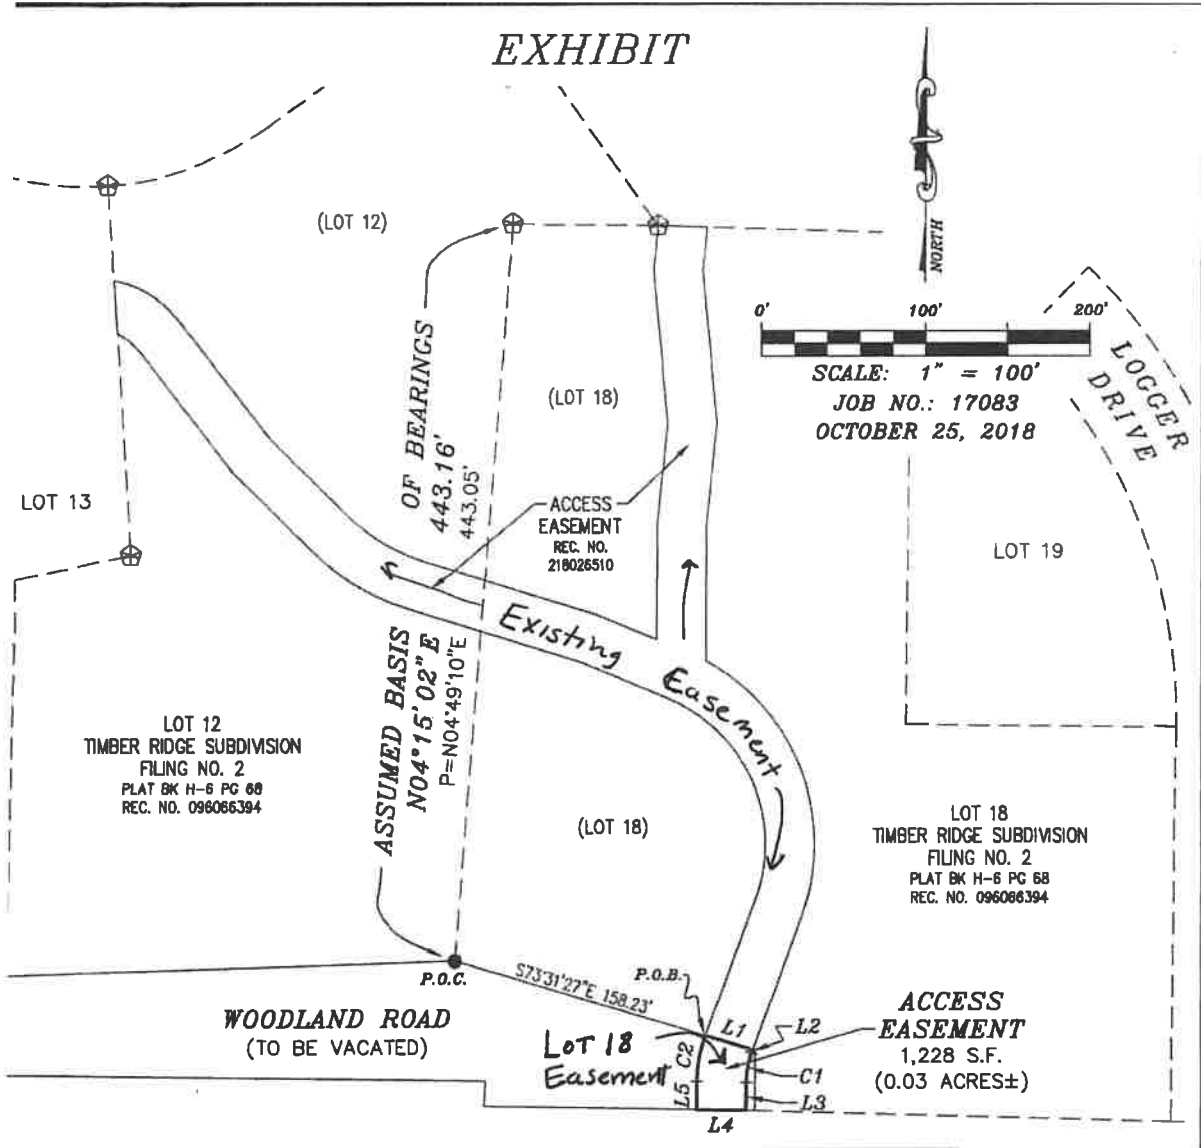 EXHIBIT
(LOT 12)
NORTH
0' 100' 200'
SCALE: 1" = 100'
JOB NO.: 17083
OCTOBER 25, 2018
LOGGER
DRIVE
OF BEARINGS
443.16'
443.05'
(LOT 18)
LOT 13
ACCESS
EASEMENT
REC. NO.
218026510
LOT 19
Existing
Easement
ASSUMED BASIS
N04°15'02"E
P=N04°49'10"E
LOT 12
TIMBER RIDGE SUBDIVISION
FILING NO. 2
PLAT BK H-6 PG 68
REC. NO. 096066394
(LOT 18)
LOT 18
TIMBER RIDGE SUBDIVISION
FILING NO. 2
PLAT BK H-6 PG 68
REC. NO. 096066394
P.O.C.
S73°31'27"E 158.23'
P.O.B.
WOODLAND ROAD
(TO BE VACATED)
LOT 18
Easement
L1
L2
C2
C1
L5
L3
L4
ACCESS
EASEMENT
1,228 S.F.
(0.03 ACRES±)